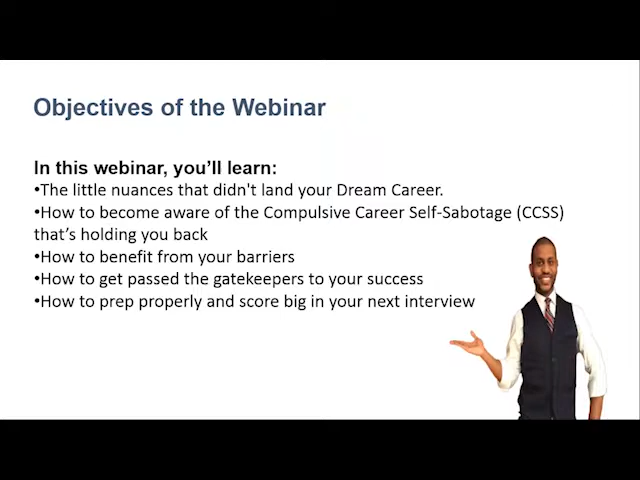 Objectives of the Webinar
In this webinar, you’ll learn:
•The little nuances that didn't land your Dream Career.
•How to become aware of the Compulsive Career Self-Sabotage (CCSS)
that’s holding you back
•How to benefit from your barriers
•How to get passed the gatekeepers to your success
•How to prep properly and score big in your next interview